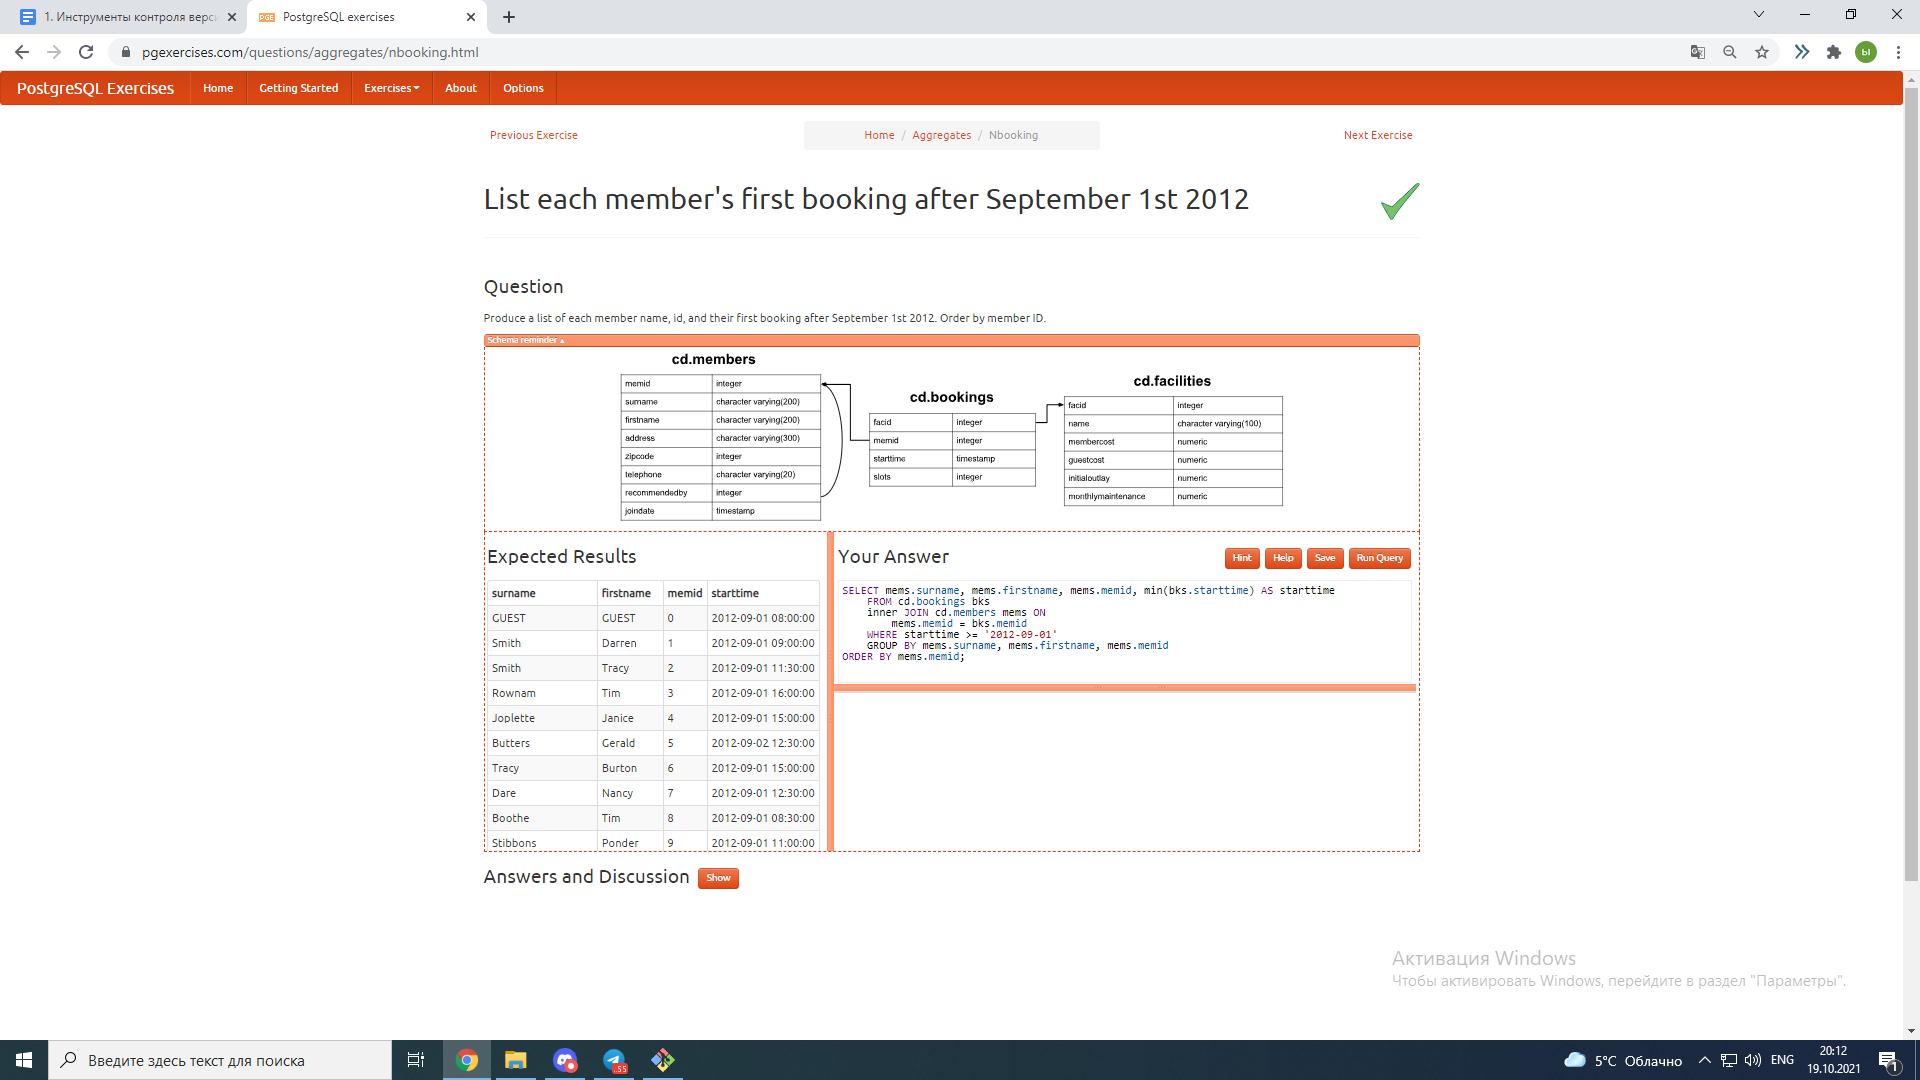 1. Инструменты контроля верси
PGE PostgreSQL exercises
pgexercises.com/questions/aggregates/nbooking.html
Ы
PostgreSQL Exercises Home Getting Started Exercises About Options
Previous Exercise
Home / Aggregates / Nbooking
Next Exercise
List each member's first booking after September 1st 2012
Question
Produce a list of each member name, id, and their first booking after September 1st 2012. Order by member ID.
Schema reminder
cd.members
memid integer
surname character varying(200)
firstname character varying(200)
address character varying(300)
zipcode integer
telephone character varying(20)
recommendedby integer
joindate timestamp
cd.bookings
facid integer
memid integer
starttime timestamp
slots integer
cd.facilities
facid integer
name character varying(100)
membercost numeric
guestcost numeric
initialoutlay numeric
monthlymaintenance numeric
Expected Results
surname firstname memid starttime
GUEST GUEST 0 2012-09-01 08:00:00
Smith Darren 1 2012-09-01 09:00:00
Smith Tracy 2 2012-09-01 11:30:00
Rownam Tim 3 2012-09-01 16:00:00
Joplette Janice 4 2012-09-01 15:00:00
Butters Gerald 5 2012-09-02 12:30:00
Tracy Burton 6 2012-09-01 15:00:00
Dare Nancy 7 2012-09-01 12:30:00
Boothe Tim 8 2012-09-01 08:30:00
Stibbons Ponder 9 2012-09-01 11:00:00
Your Answer
Hint Help Save Run Query
SELECT mems.surname, mems.firstname, mems.memid, min(bks.starttime) AS starttime
FROM cd.bookings bks
inner JOIN cd.members mems ON
mems.memid = bks.memid
WHERE starttime >= '2012-09-01'
GROUP BY mems.surname, mems.firstname, mems.memid
ORDER BY mems.memid;
Answers and Discussion Show
Активация Windows
Чтобы активировать Windows, перейдите в раздел "Параметры".
Введите здесь текст для поиска
55
5°C Облачно
ENG
20:12
19.10.2021
1